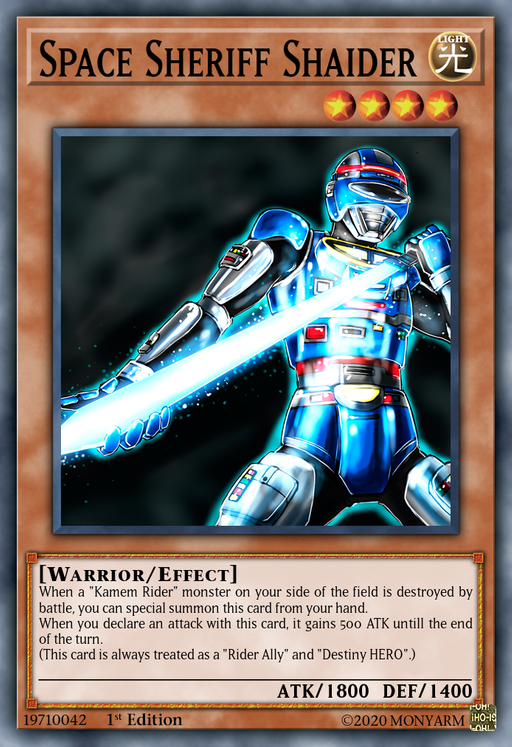 SPACE SHERIFF SHAIDER
LIGHT
光
[WARRIOR/EFFECT]
When a "Kamem Rider" monster on your side of the field is destroyed by
battle, you can special summon this card from your hand.
When you declare an attack with this card, it gains 500 ATK untill the end
of the turn.
(This card is always treated as a "Rider Ally" and "Destiny HERO".)
ATK/1800 DEF/1400
19710042 1st Edition ©2020 MONYARM